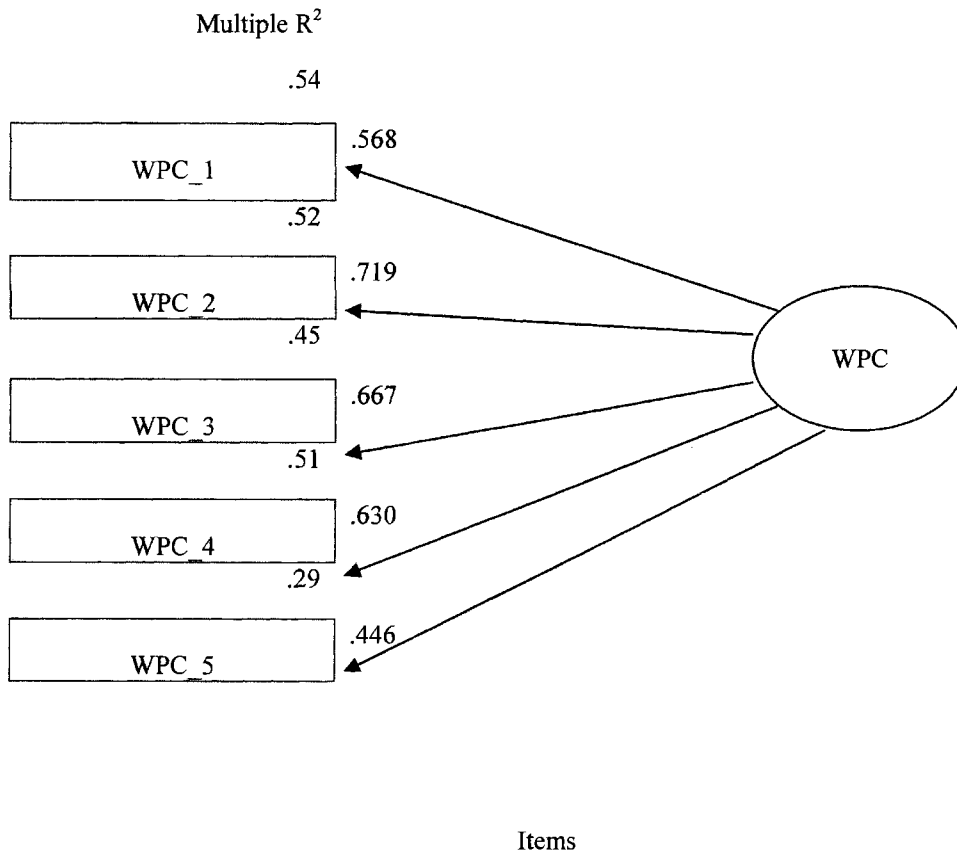 Multiple R²
.54
.568
WPC_1
.52
.719
WPC_2
.45
WPC
.667
WPC_3
.51
.630
WPC_4
.29
.446
WPC_5
Items